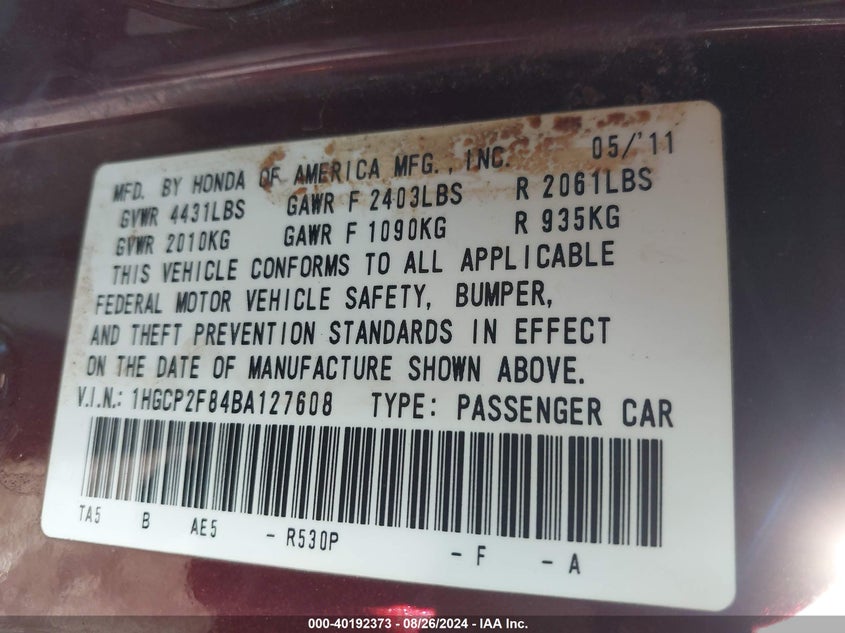 MFD. BY HONDA OF AMERICA MFG., INC. 05/'11
GVWR 4431LBS GAWR F 2403LBS R 2061LBS
GVWR 2010KG GAWR F 1090KG R 935KG
THIS VEHICLE CONFORMS TO ALL APPLICABLE
FEDERAL MOTOR VEHICLE SAFETY, BUMPER,
AND THEFT PREVENTION STANDARDS IN EFFECT
ON THE DATE OF MANUFACTURE SHOWN ABOVE.
V.I.N.: 1HGCP2F84BA127608 TYPE: PASSENGER CAR
TA5 B AE5 - R530P - F - A
000-40192373 - 08/26/2024 - IAA Inc.